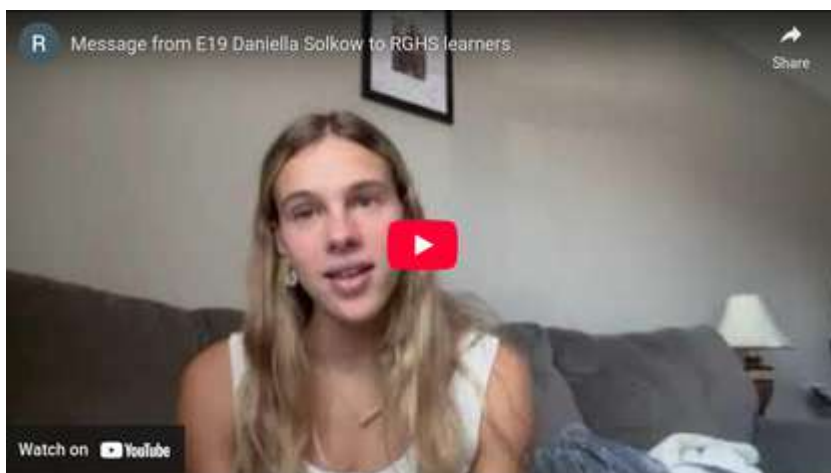 R
Message from E19 Daniella Solkow to RGHS learners
Share
Watch on YouTube